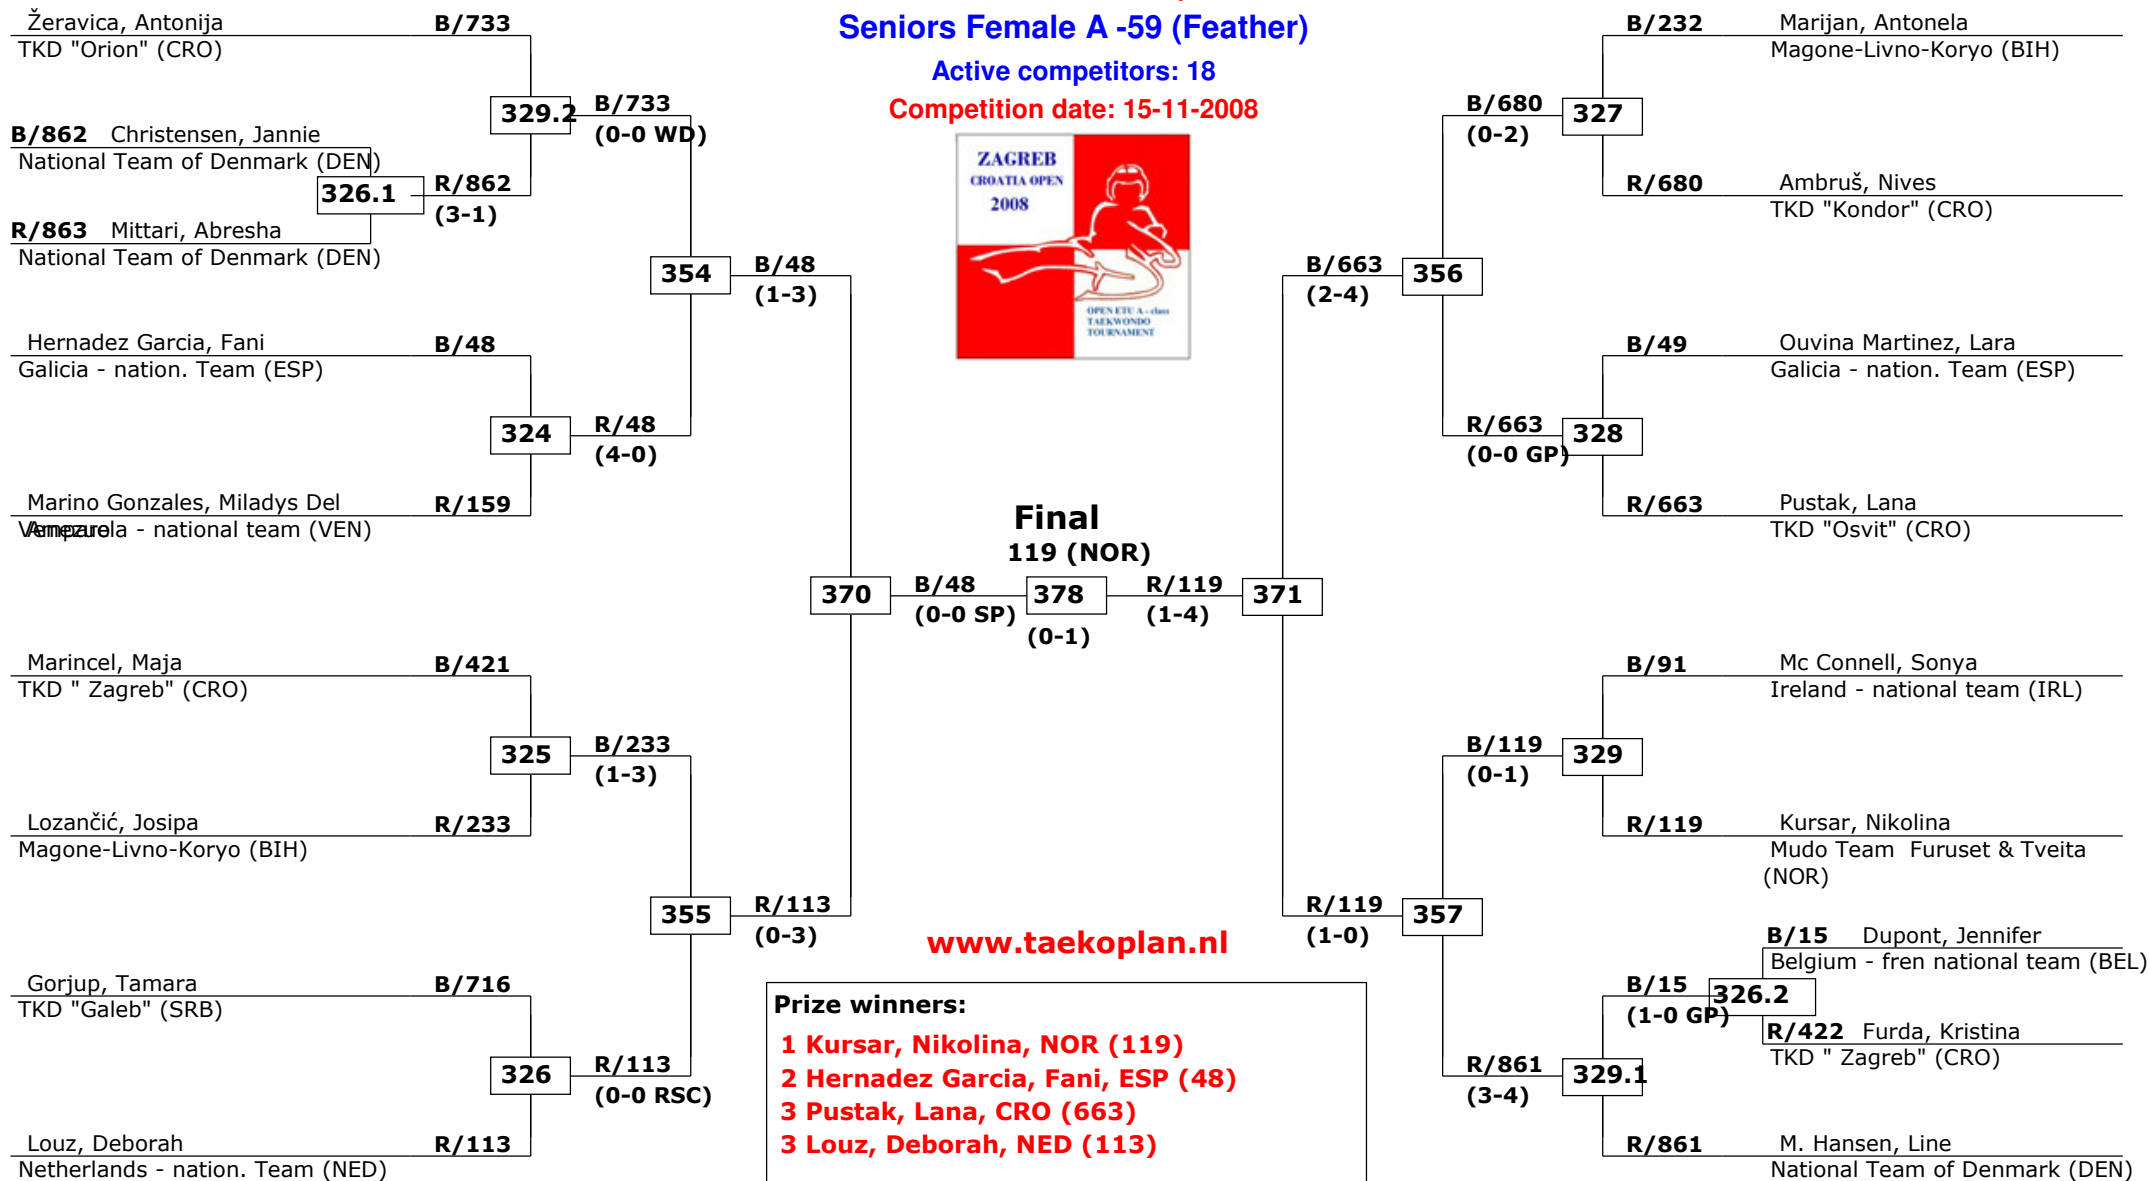 Seniors Female A -59 (Feather)
Active competitors: 18
Competition date: 15-11-2008
ZAGREB
CROATIA OPEN
2008
OPEN ETU A - class
TAEKWONDO
TOURNAMENT
Žeravica, Antonija B/733
TKD "Orion" (CRO)
329.2 B/733
(0-0 WD)
B/862 Christensen, Jannie
National Team of Denmark (DEN)
326.1 R/862
(3-1)
R/863 Mittari, Abresha
National Team of Denmark (DEN)
354 B/48
(1-3)
Hernadez Garcia, Fani B/48
Galicia - nation. Team (ESP)
324 R/48
(4-0)
Marino Gonzales, Miladys Del
Amparo R/159
Venezuela - national team (VEN)
370 B/48
(0-0 SP)
Marincel, Maja B/421
TKD " Zagreb" (CRO)
325 B/233
(1-3)
Lozančić, Josipa R/233
Magone-Livno-Koryo (BIH)
355 R/113
(0-3)
Gorjup, Tamara B/716
TKD "Galeb" (SRB)
326 R/113
(0-0 RSC)
Louz, Deborah R/113
Netherlands - nation. Team (NED)
Final
119 (NOR)
378
(0-1)
R/119 371
(1-4)
B/232 Marijan, Antonela
Magone-Livno-Koryo (BIH)
B/680 327
(0-2)
R/680 Ambruš, Nives
TKD "Kondor" (CRO)
B/663 356
(2-4)
B/49 Ouvina Martinez, Lara
Galicia - nation. Team (ESP)
R/663 328
(0-0 GP)
R/663 Pustak, Lana
TKD "Osvit" (CRO)
B/91 Mc Connell, Sonya
Ireland - national team (IRL)
B/119 329
(0-1)
R/119 Kursar, Nikolina
Mudo Team  Furuset & Tveita
(NOR)
R/119 357
(1-0)
B/15 Dupont, Jennifer
Belgium - fren national team (BEL)
B/15 326.2
(1-0 GP)
R/422 Furda, Kristina
TKD " Zagreb" (CRO)
R/861 329.1
(3-4)
R/861 M. Hansen, Line
National Team of Denmark (DEN)
www.taekoplan.nl
Prize winners:
1 Kursar, Nikolina, NOR (119)
2 Hernadez Garcia, Fani, ESP (48)
3 Pustak, Lana, CRO (663)
3 Louz, Deborah, NED (113)